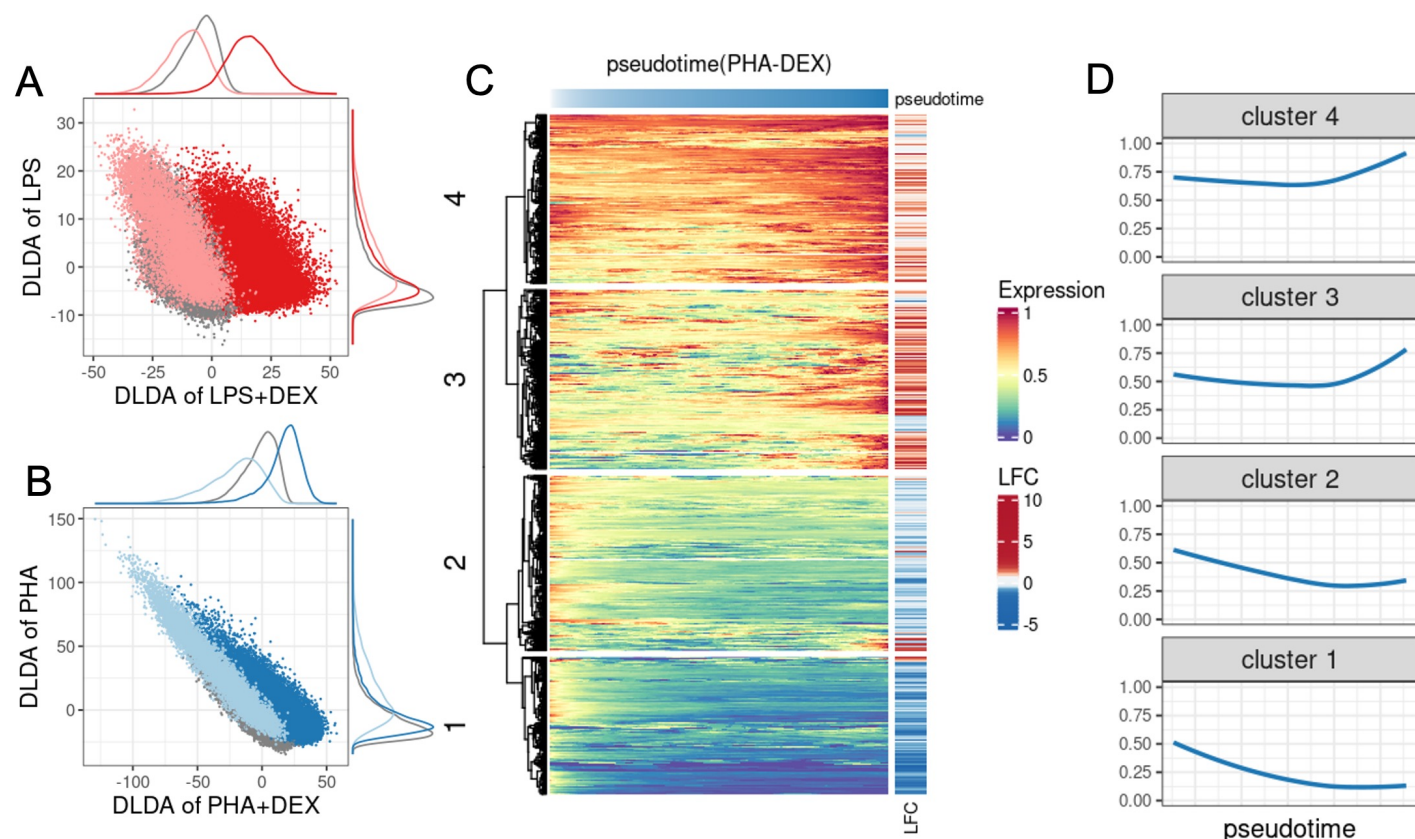 A
DLDA of LPS
30
20
10
0
-10
-50
-25
0
25
50
DLDA of LPS+DEX
B
DLDA of PHA
150
100
50
0
-100
-50
0
50
DLDA of PHA+DEX
C
pseudotime(PHA-DEX)
pseudotime
4
3
2
1
LFC
Expression
1
0.5
0
LFC
10
5
0
-5
D
cluster 4
1.00
0.75
0.50
0.25
0.00
cluster 3
1.00
0.75
0.50
0.25
0.00
cluster 2
1.00
0.75
0.50
0.25
0.00
cluster 1
1.00
0.75
0.50
0.25
0.00
pseudotime